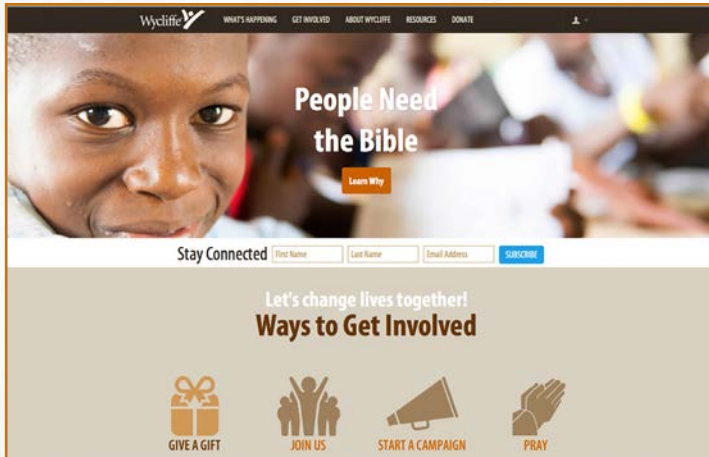 Wycliffe
WHAT'S HAPPENING GET INVOLVED ABOUT WYCLIFFE RESOURCES DONATE
People Need
the Bible
Learn Why
Stay Connected First Name Last Name Email Address SUBSCRIBE
Let's change lives together!
Ways to Get Involved
GIVE A GIFT JOIN US START A CAMPAIGN PRAY